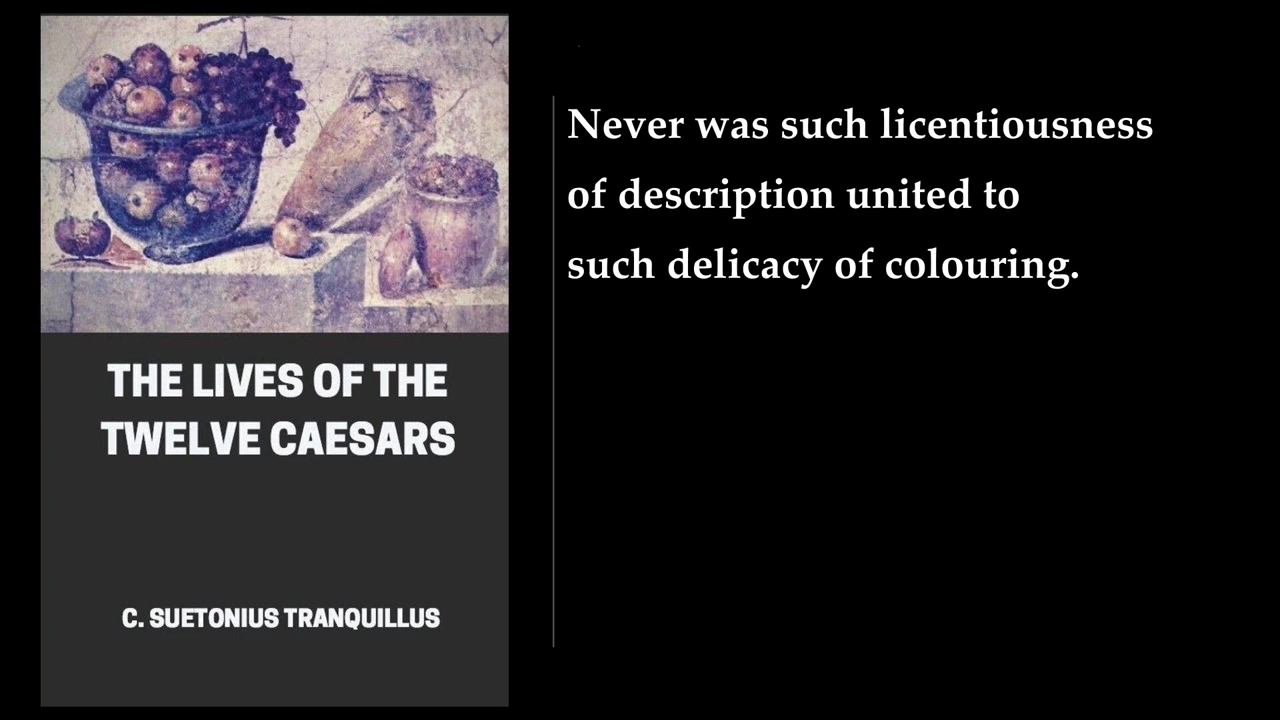 THE LIVES OF THE
TWELVE CAESARS
C. SUETONIUS TRANQUILLUS
Never was such licentiousness
of description united to
such delicacy of colouring.